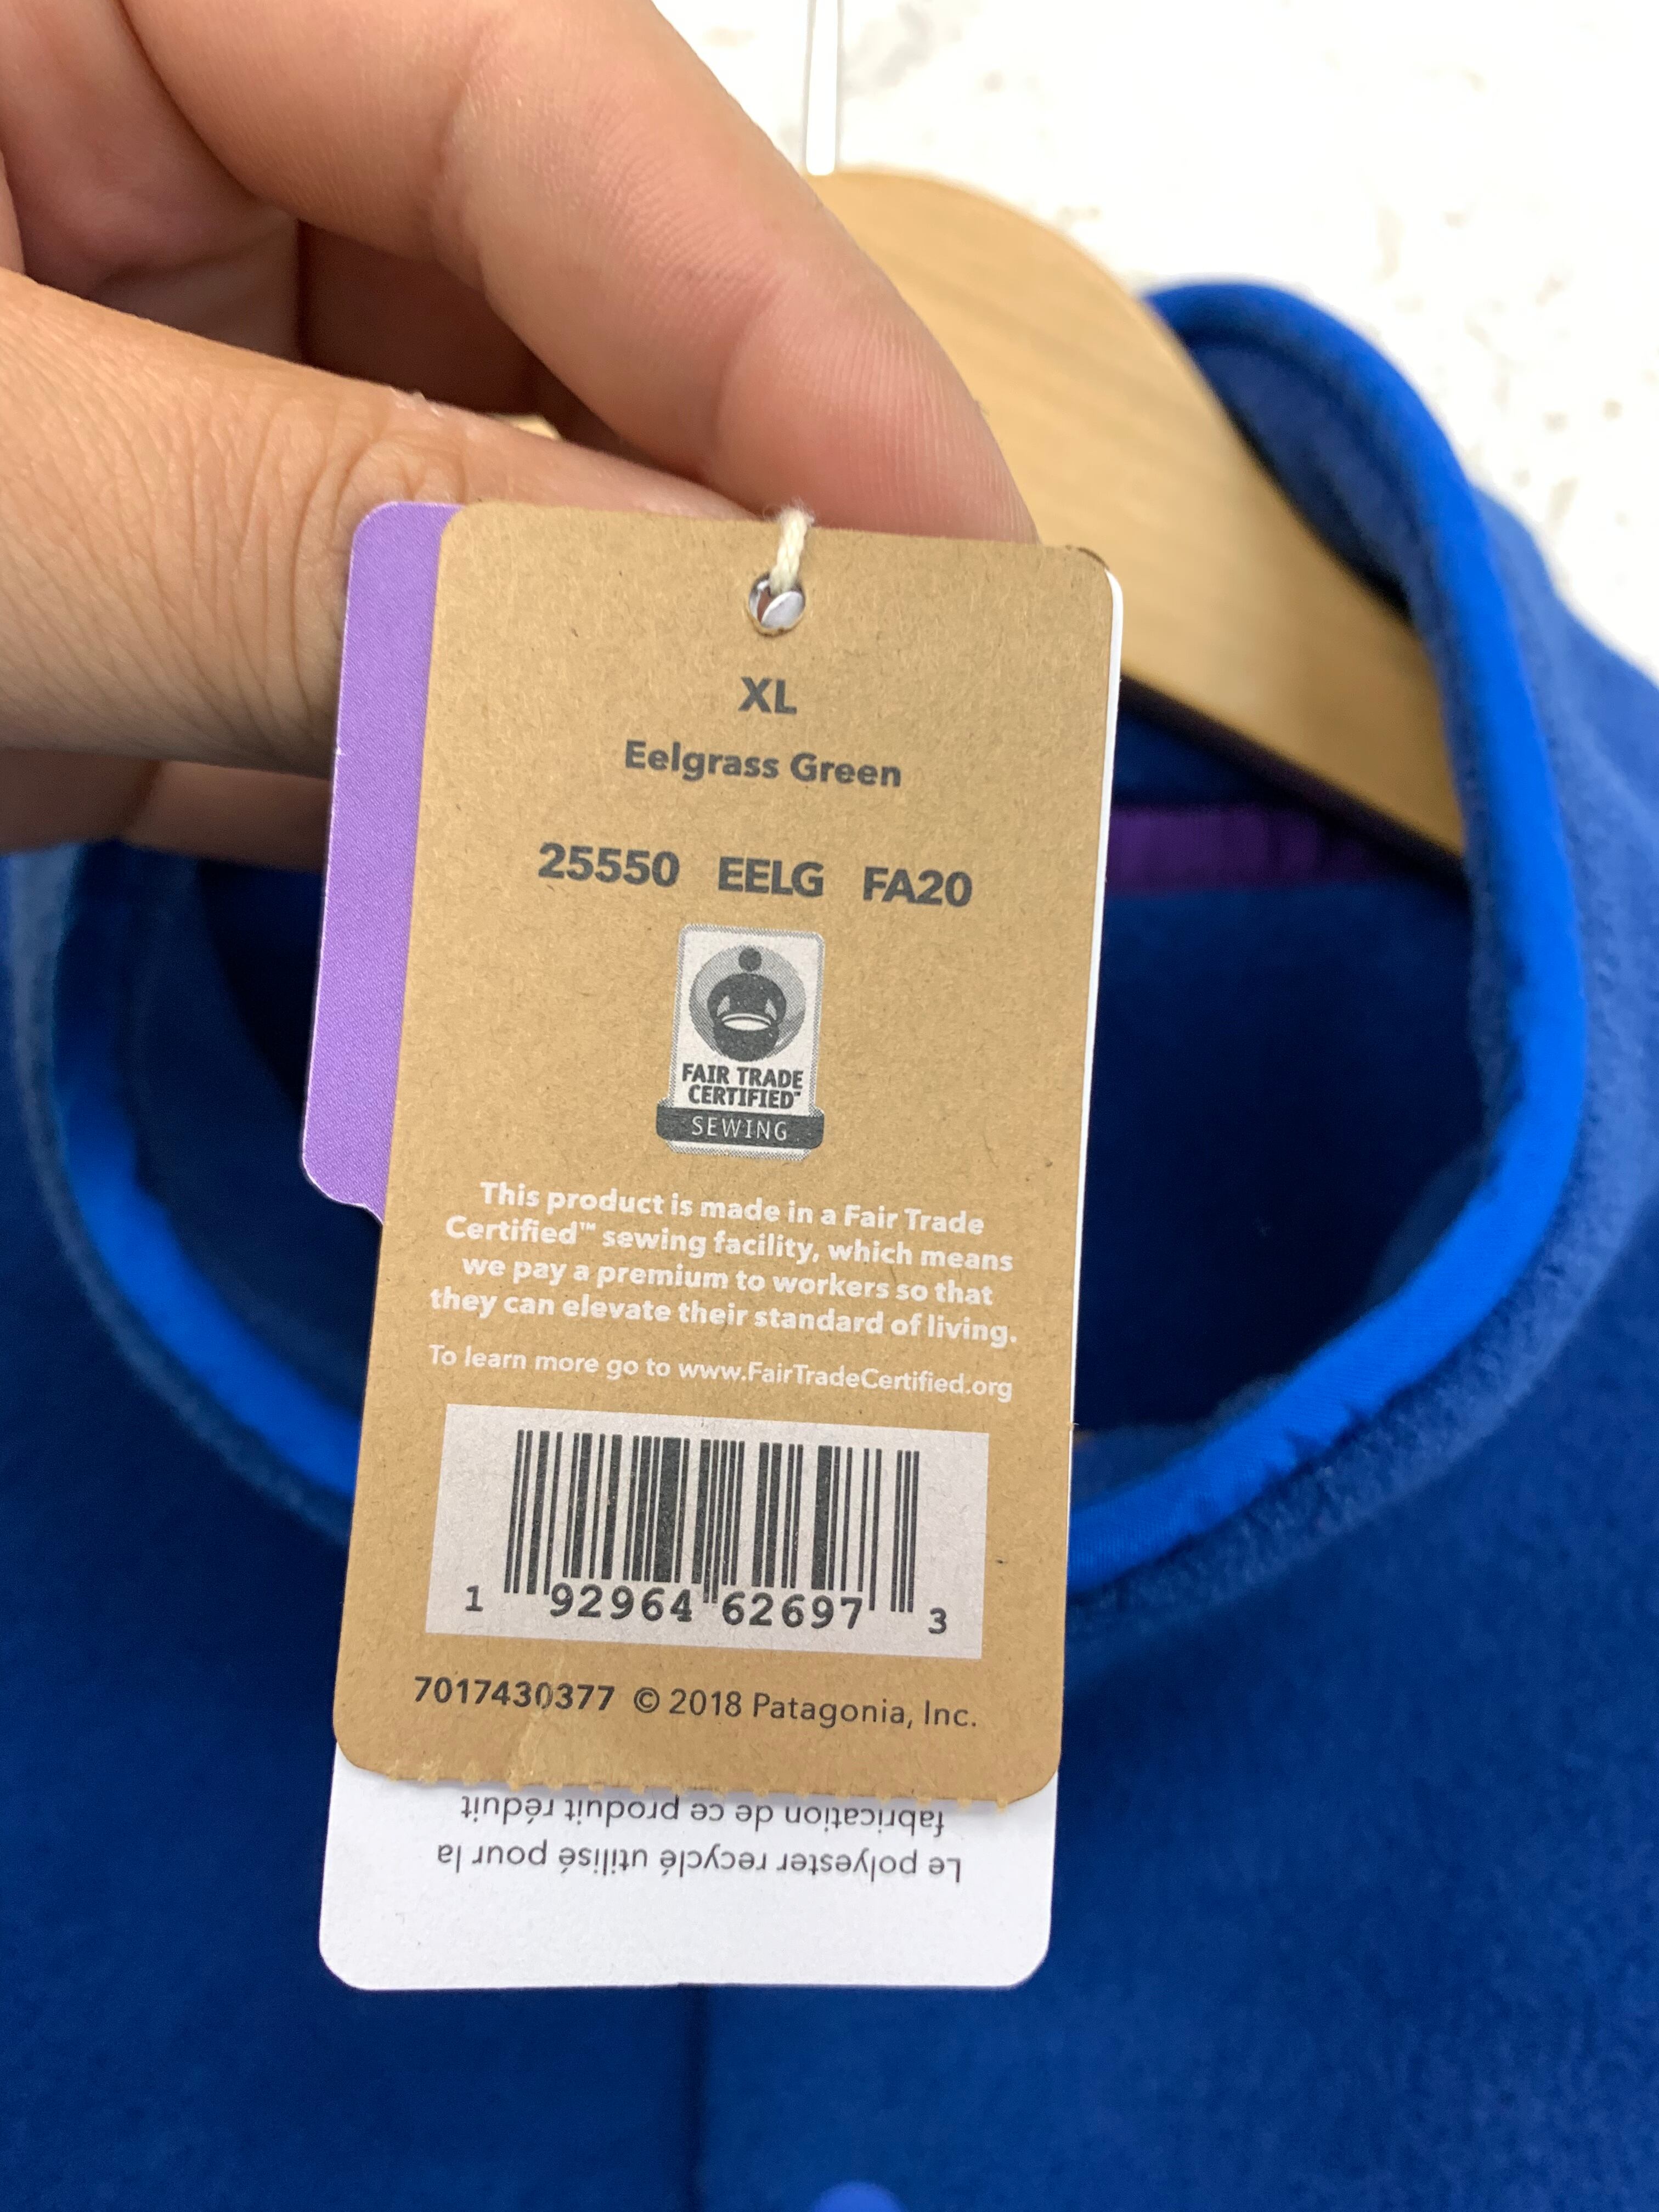 XL
Eelgrass Green
25550 EELG FA20
FAIR TRADE
CERTIFIED™
SEWING
This product is made in a Fair Trade
Certified™ sewing facility, which means
we pay a premium to workers so that
they can elevate their standard of living.
To learn more go to www.FairTradeCertified.org
1 92964 62697 3
7017430377 © 2018 Patagonia, Inc.
Le polyester recyclé utilisé pour la
fabrication de ce produit réduit